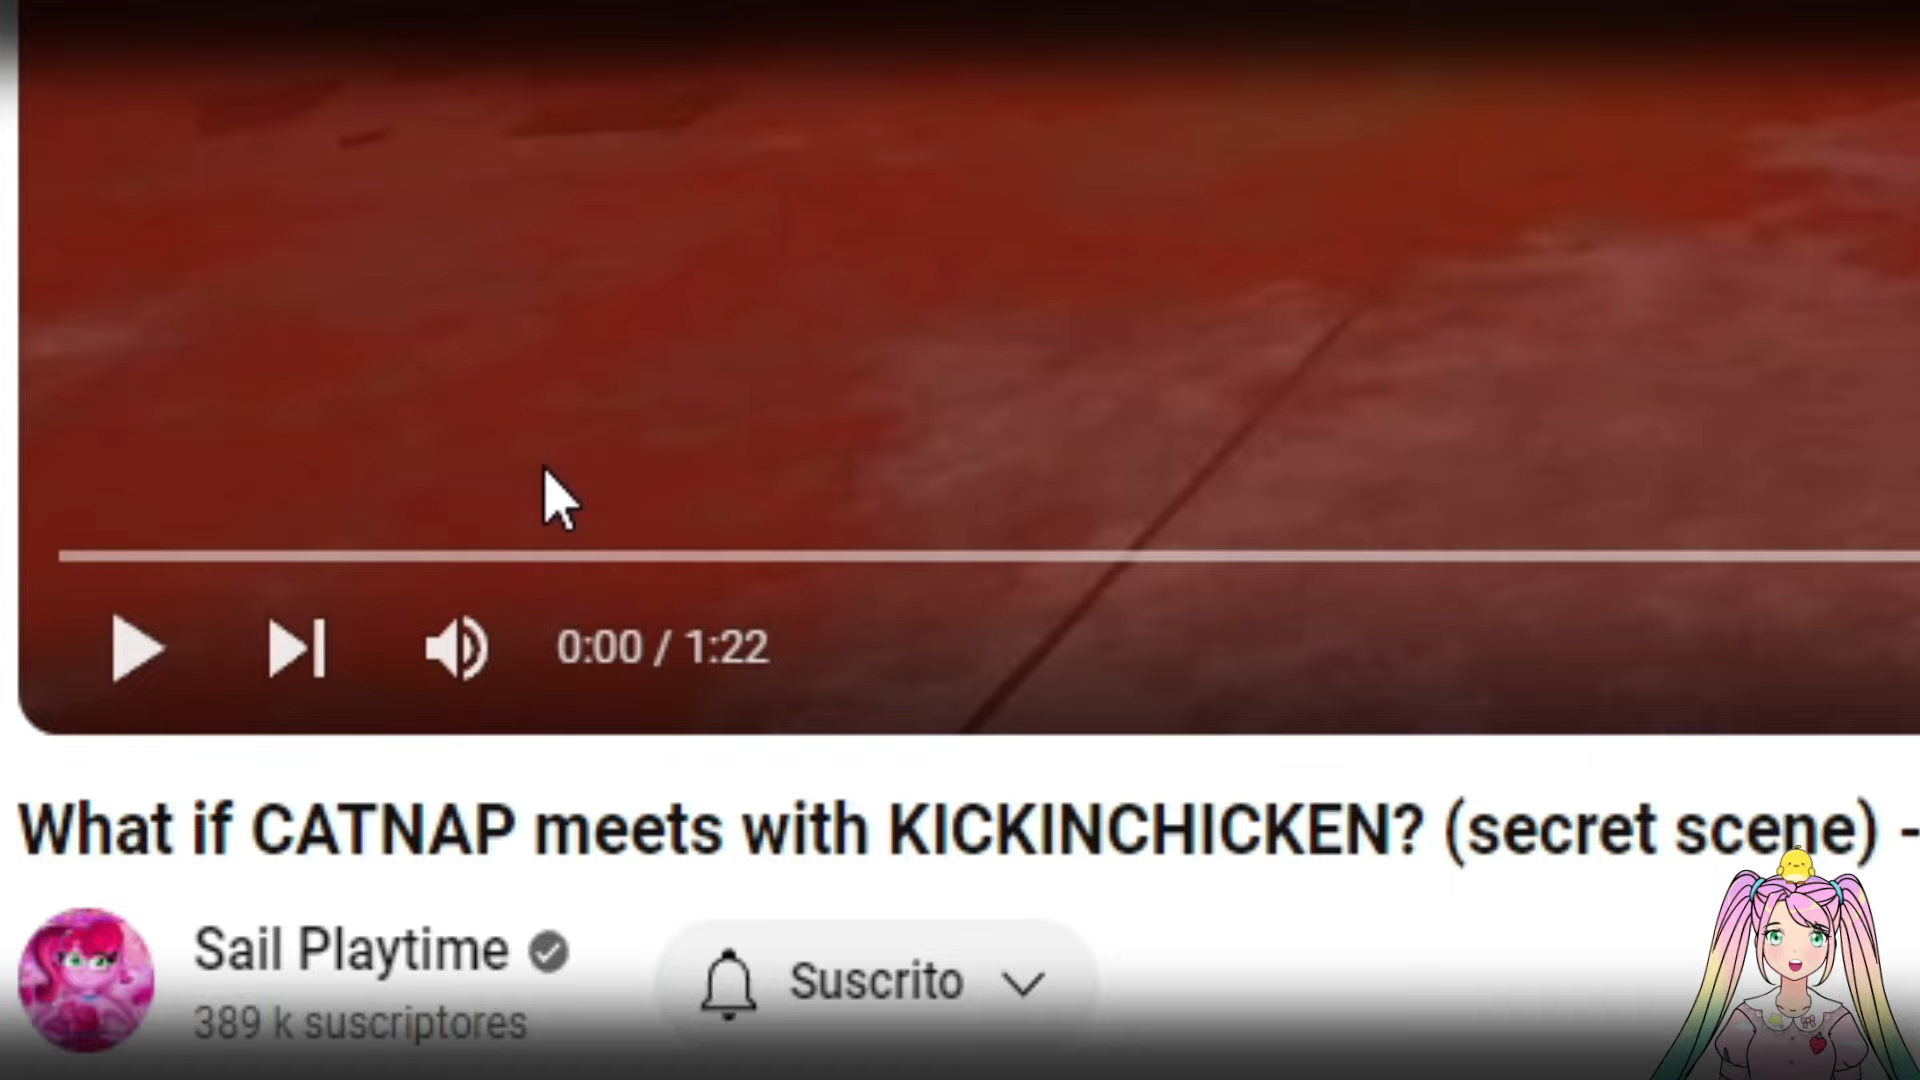 0:00 / 1:22
What if CATNAP meets with KICKINCHICKEN? (secret scene) -
Sail Playtime
Suscrito
389 k suscriptores